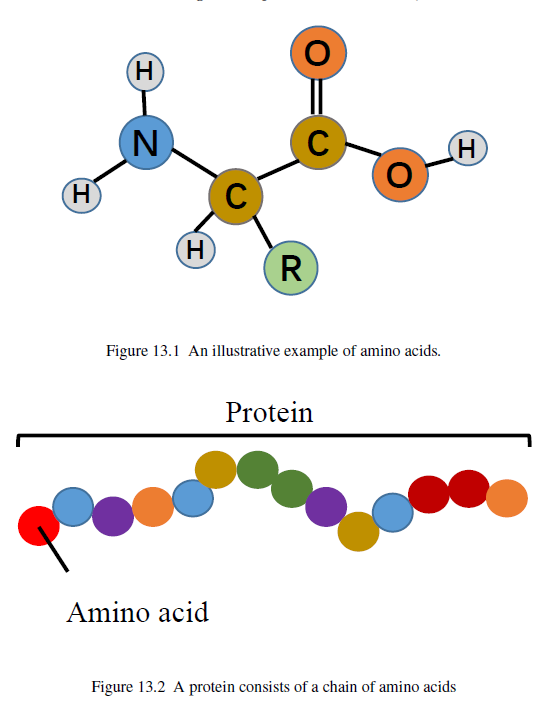 O
H
N
C
O
H
H
C
H
R
Figure 13.1 An illustrative example of amino acids.
Protein
Amino acid
Figure 13.2 A protein consists of a chain of amino acids